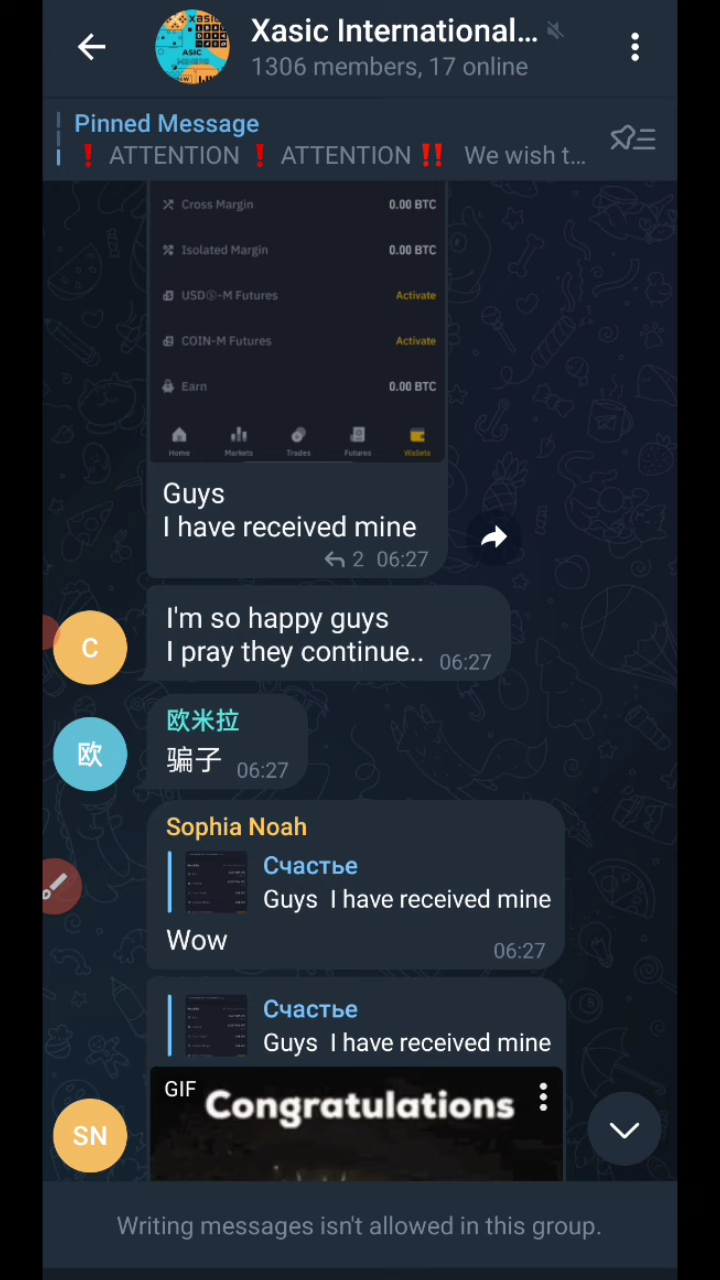 Xasic International...
1306 members, 17 online
Pinned Message
❗ ATTENTION ❗ ATTENTION ‼️ We wish t...
Cross Margin 0.00 BTC
Isolated Margin 0.00 BTC
USDⓈ-M Futures Activate
COIN-M Futures Activate
Earn 0.00 BTC
Home Markets Trades Futures Wallets
Guys
I have received mine
2 06:27
I'm so happy guys
I pray they continue.. 06:27
C
欧米拉
欧
骗子 06:27
Sophia Noah
Счастье
Guys I have received mine
Wow 06:27
Счастье
Guys I have received mine
GIF
Congratulations
SN
Writing messages isn't allowed in this group.